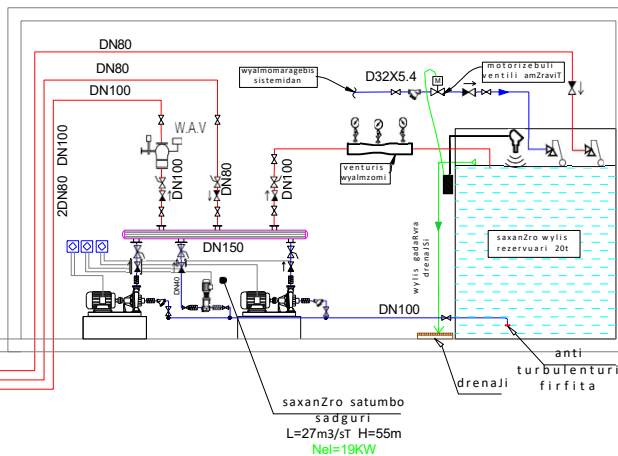 DN80
DN80
DN100
wyalmomaragebis
sistemidan
D32X5.4
motorizebuli
ventili amZraviT
M
W.A.V
DN100
2DN80
DN100
DN80
DN100
venturis
wyalmzomi
saxanZro wylis
rezervuari 20t
wylis gadaRvra
drenaJSi
DN150
DN40
DN100
drenaJi
anti
turbulenturi
firfita
saxanZro satumbo
sadguri
L=27m3/sT H=55m
Nel=19KW